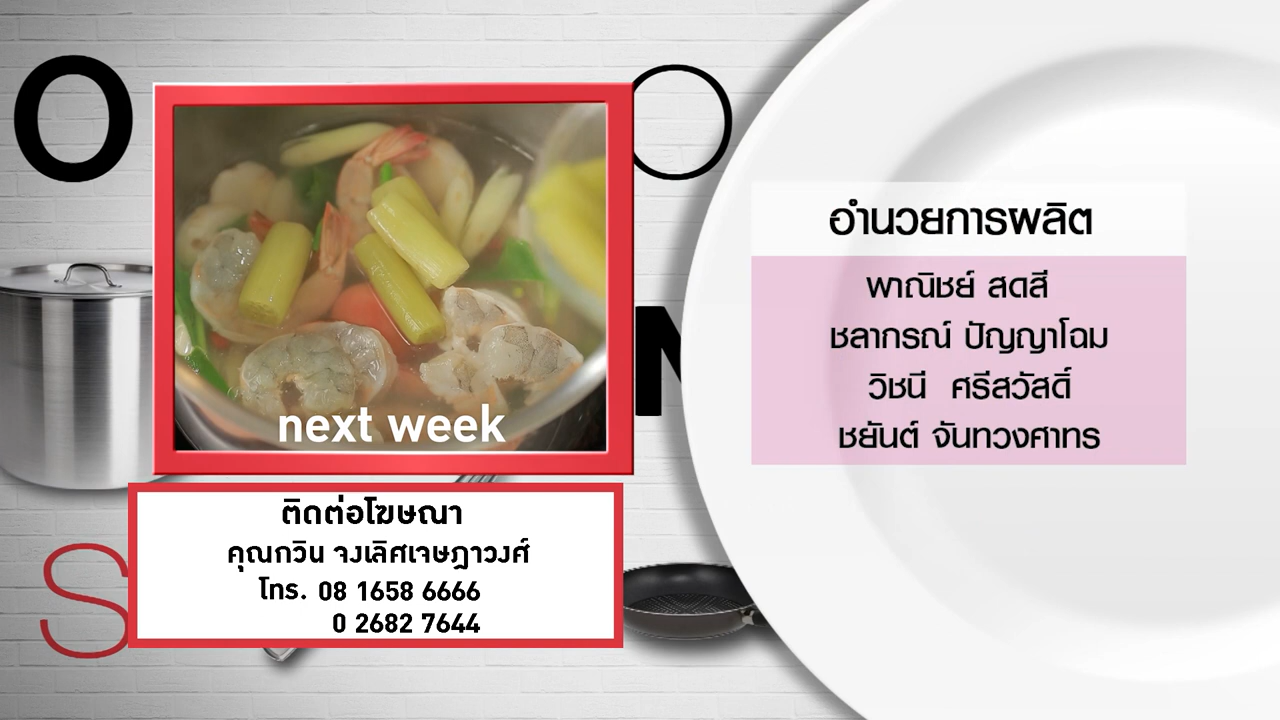 O
O
N
S
next week
ติดต่อโฆษณา
คุณกวิน จงเลิศเจษฎาวงศ์
โทร. 08 1658 6666
0 2682 7644
อำนวยการผลิต
พาณิชย์ สดสี
ชลากรณ์ ปัญญาโฉม
วิชนี ศรีสวัสดิ์
ชยันต์ จันทวงศาทร